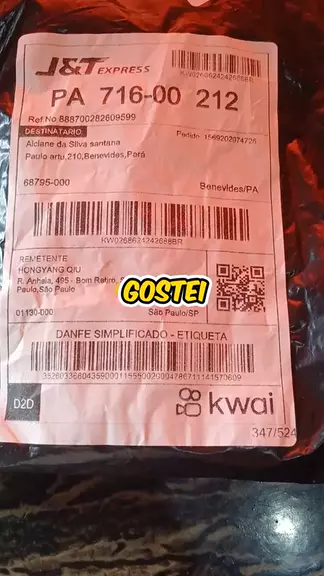 J&T EXPRESS
KW0268624242688BR
PA 716-00 212
Ref No 888700282609599
DESTINATÁRIO
Pedido: 1569202074726
Alciane da Silva santana
Paulo artu,210,Benevides,Pará
68795-000
Benevides/PA
KW0268624242688BR
REMETENTE
HONGYANG QIU
R. Anhaia, 495 - Bom Retiro, S
Paulo,São Paulo
GOSTEI
01130-000
São Paulo/SP
DANFE SIMPLIFICADO - ETIQUETA
D2D
kwai
347/524